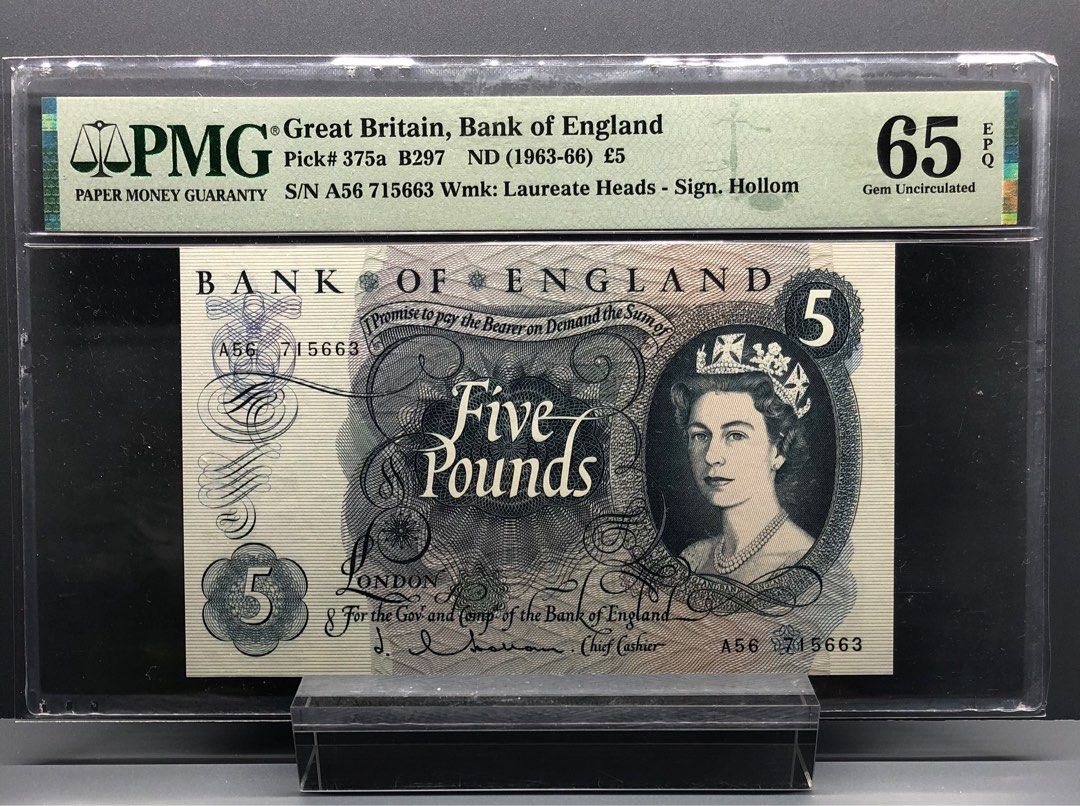 PMG®
PAPER MONEY GUARANTY
Great Britain, Bank of England
Pick# 375a B297 ND (1963-66) £5
S/N A56 715663 Wmk: Laureate Heads - Sign. Hollom
65 EPQ
Gem Uncirculated
BANK OF ENGLAND
5
I Promise to pay the Bearer on Demand the Sum of
A56 715663
Five
Pounds
LONDON
5
For the Govr and Compa of the Bank of England
Chief Cashier
A56 715663